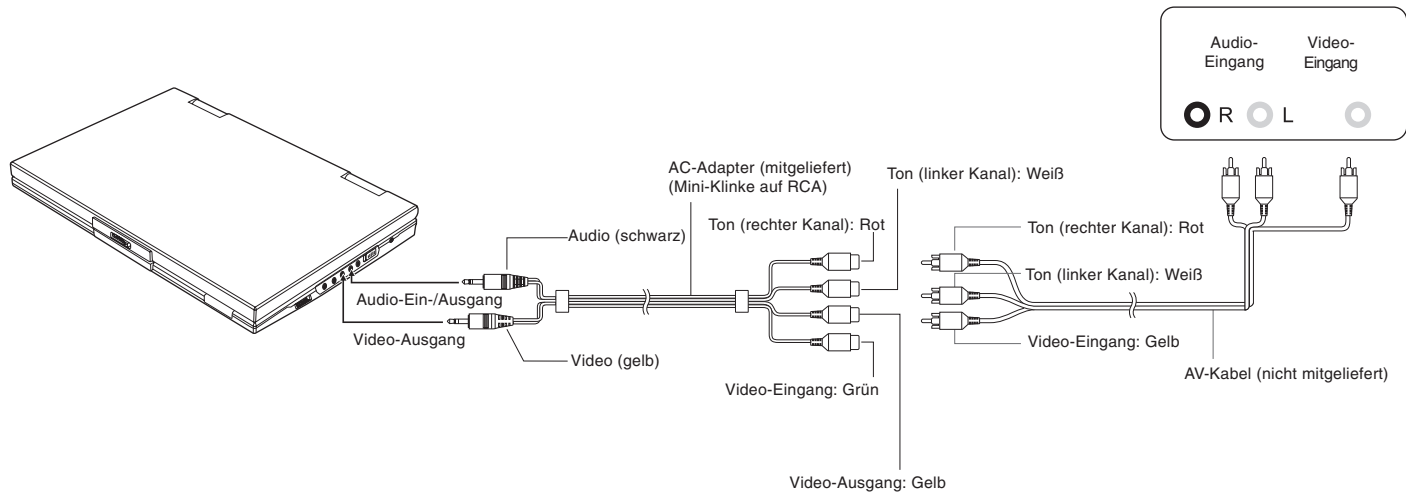 Audio-
Eingang
Video-
Eingang
R
L
AC-Adapter (mitgeliefert)
(Mini-Klinke auf RCA)
Ton (linker Kanal): Weiß
Ton (rechter Kanal): Rot
Audio (schwarz)
Ton (rechter Kanal): Rot
Ton (linker Kanal): Weiß
Audio-Ein-/Ausgang
Video-Ausgang
Video (gelb)
Video-Eingang: Gelb
AV-Kabel (nicht mitgeliefert)
Video-Eingang: Grün
Video-Ausgang: Gelb